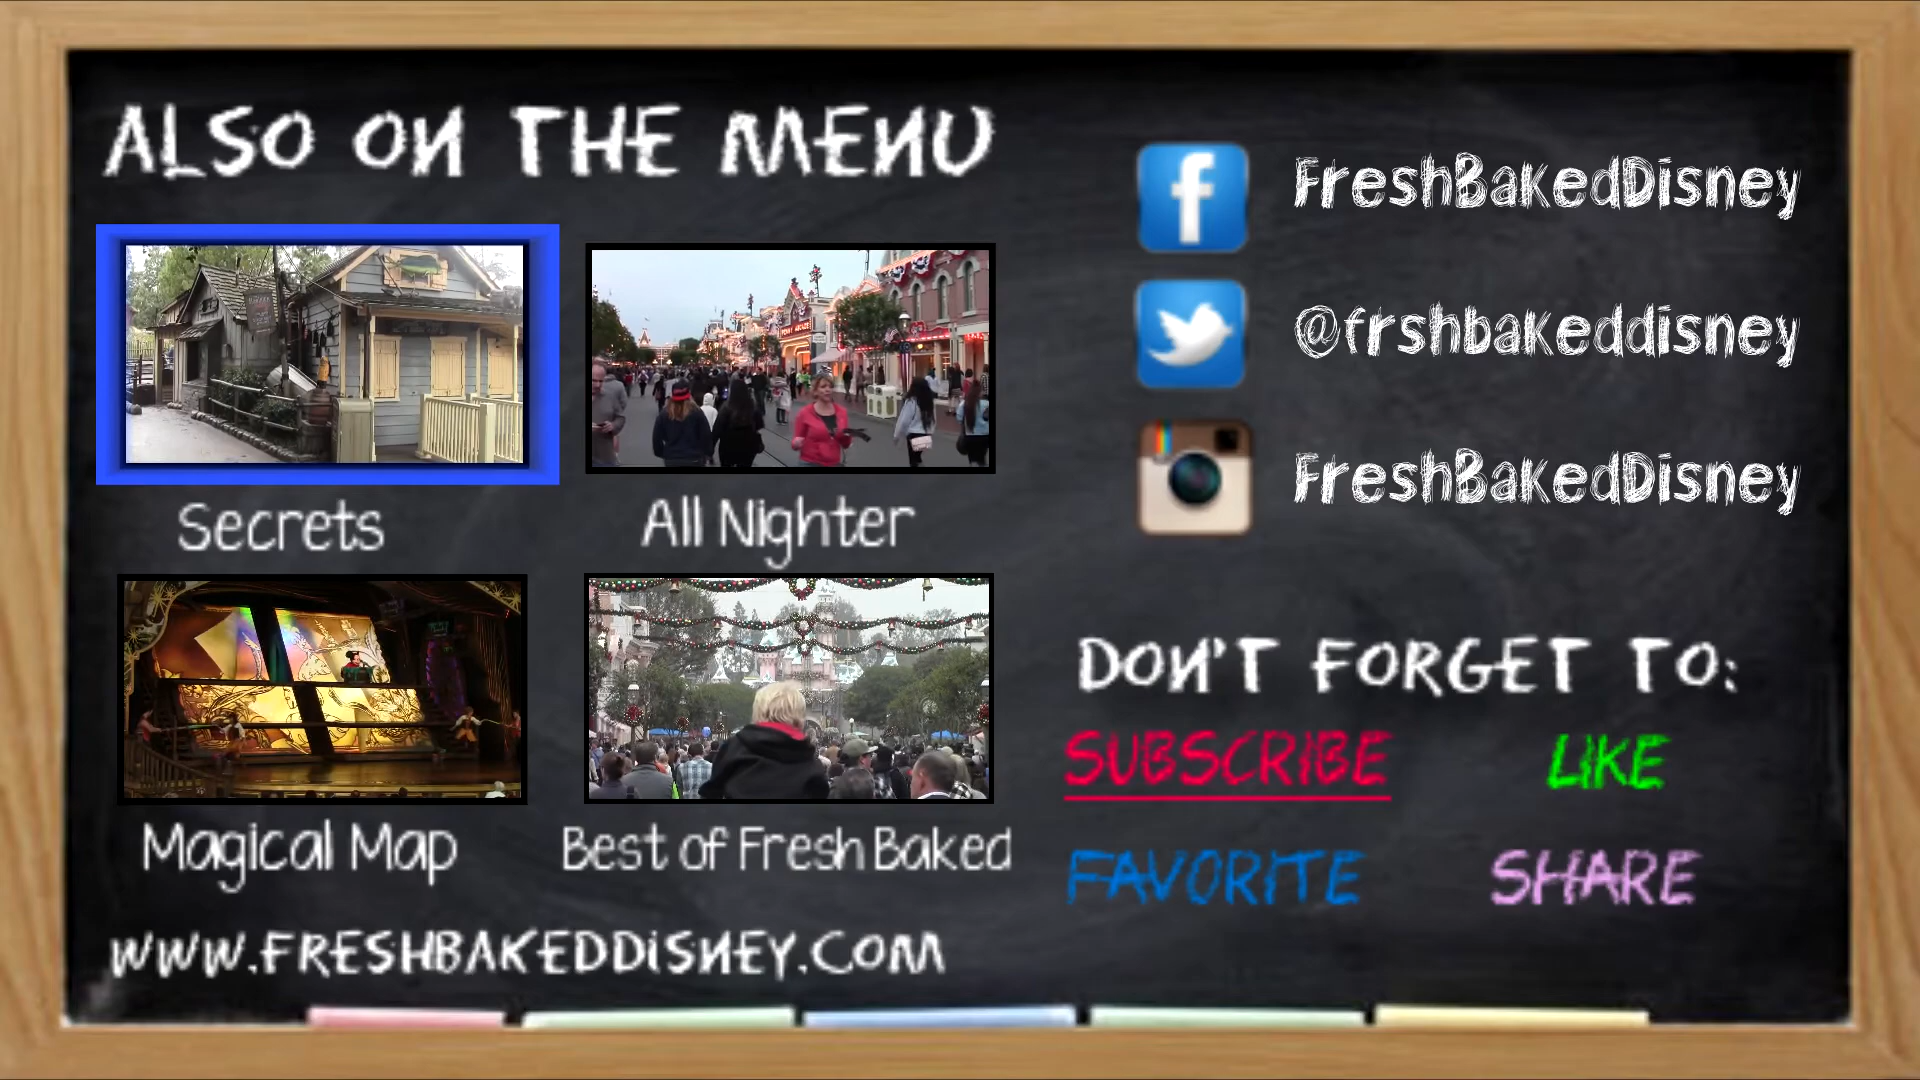 ALSO ON THE MENU
Secrets
All Nighter
Magical Map
Best of Fresh Baked
WWW.FRESHBAKEDDISNEY.COM
FreshBakedDisney
@frshbakeddisney
FreshBakedDisney
DON'T FORGET TO:
SUBSCRIBE
LIKE
FAVORITE
SHARE